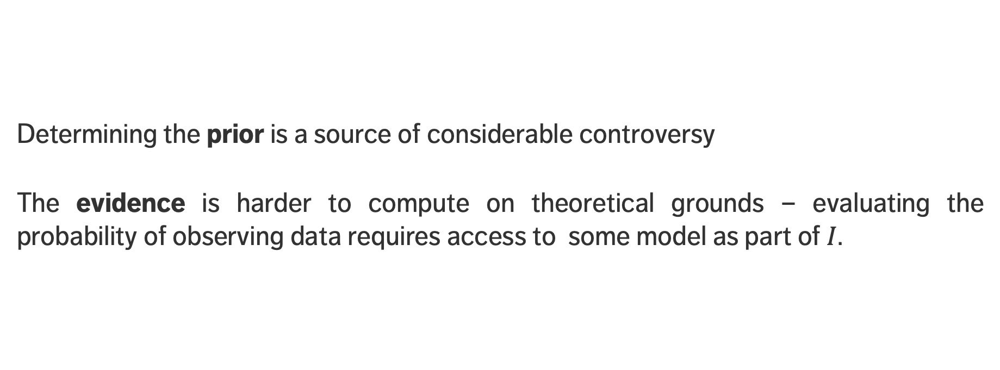 Determining the prior is a source of considerable controversy
The evidence is harder to compute on theoretical grounds – evaluating the
probability of observing data requires access to some model as part of I.